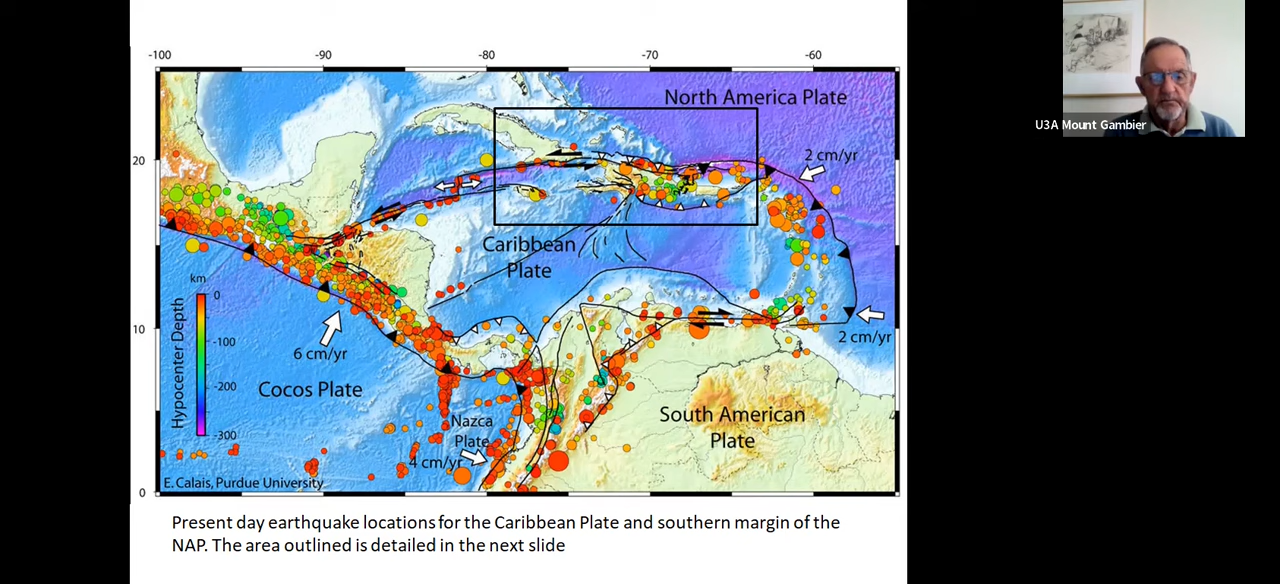 -100 -90 -80 -70 -60
North America Plate
U3A Mount Gambier
20
2 cm/yr
Caribbean
Plate
km
0
10
-100
2 cm/yr
6 cm/yr
Hypocenter Depth
-200
Cocos Plate
South American
Plate
Nazca
Plate
-300
4 cm/yr
E. Calais, Purdue University
0
Present day earthquake locations for the Caribbean Plate and southern margin of the
NAP. The area outlined is detailed in the next slide